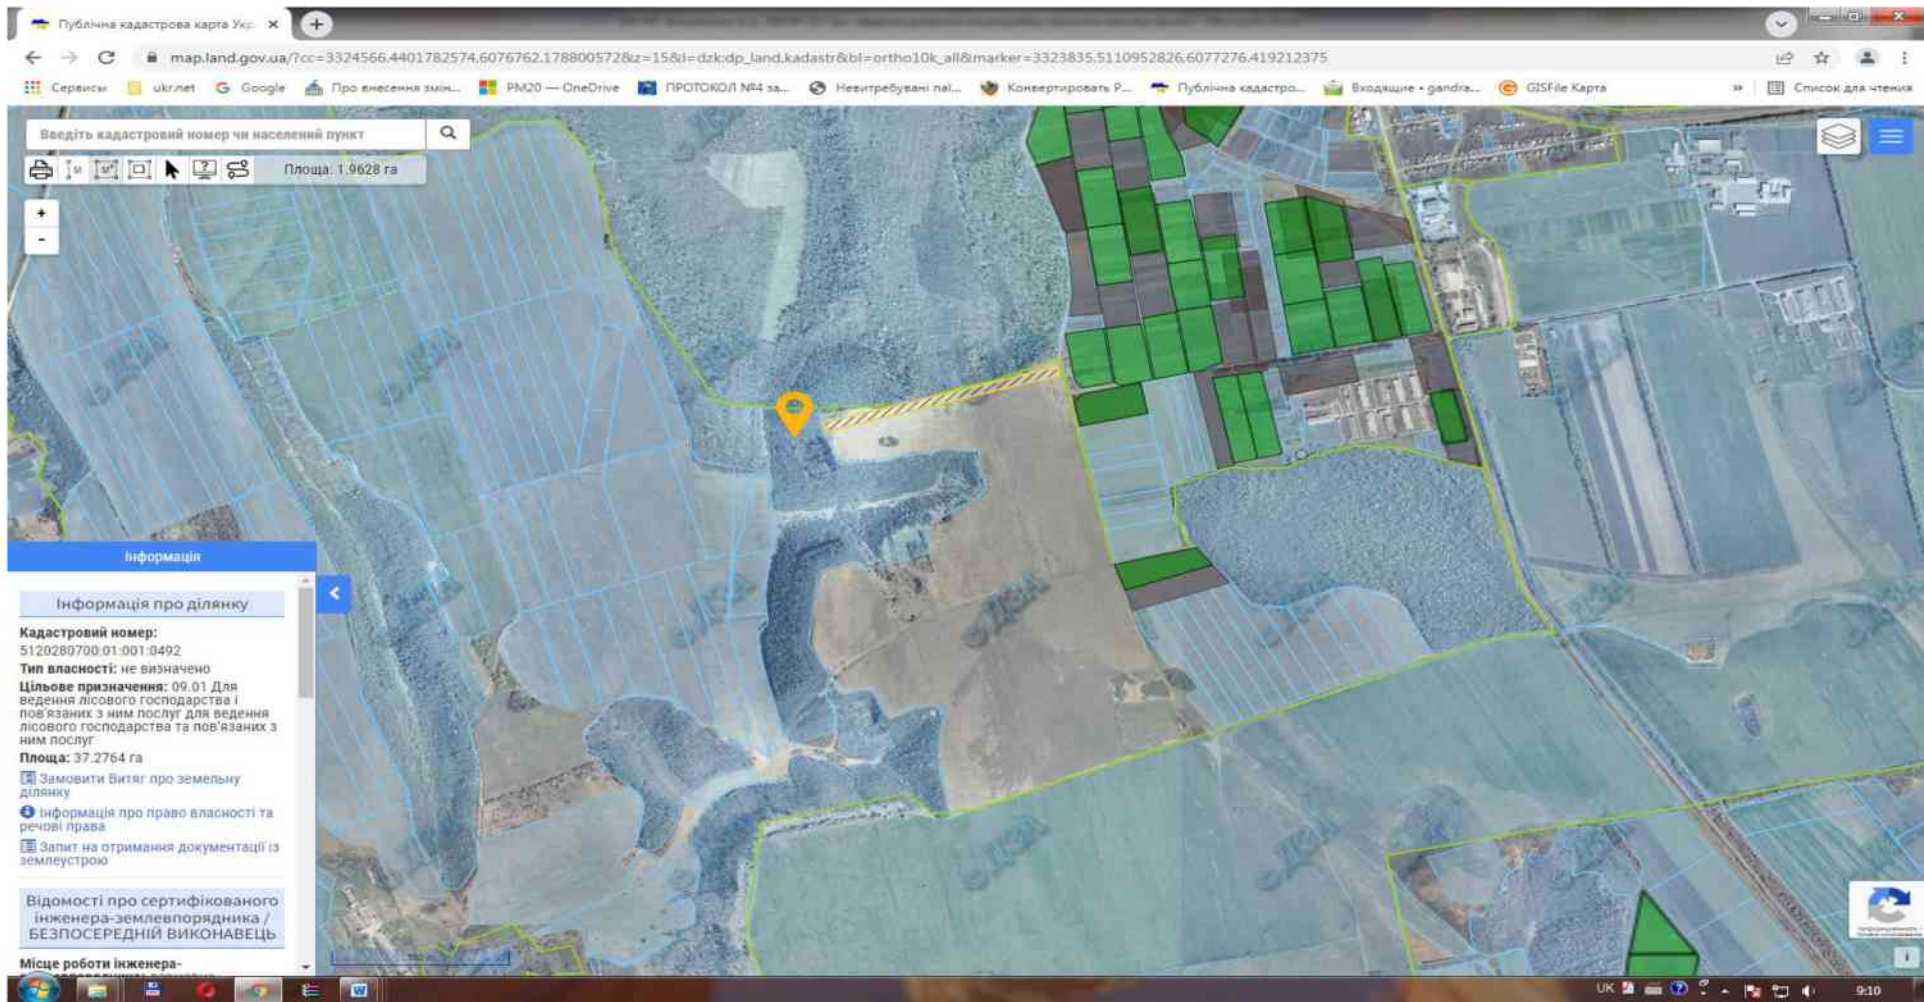 Публічна кадастрова карта Укр
map.land.gov.ua/?cc=3324566.4401782574,6076762.178800572&z=15&l=dzk:dp_land,kadastr&bl=ortho10k_all&marker=3323835.5110952826,6077276.419212375
Сервисы ukr.net Google Про внесення змін... PM20 — OneDrive ПРОТОКОЛ №4 за... Невитребувані паї... Конвертировать P... Публічна кадастро... Входящие • gandra... GISFile Карта » Список для чтения
Введіть кадастровий номер чи населений пункт
Площа: 1.9628 га
+
-
Інформація
Інформація про ділянку
Кадастровий номер:
5120280700:01:001:0492
Тип власності: не визначено
Цільове призначення: 09.01 Для
ведення лісового господарства і
пов'язаних з ним послуг для ведення
лісового господарства та пов'язаних з
ним послуг
Площа: 37.2764 га
Замовити Витяг про земельну
ділянку
Інформація про право власності та
речові права
Запит на отримання документації із
землеустрою
Відомості про сертифікованого
інженера-землевпорядника /
БЕЗПОСЕРЕДНІЙ ВИКОНАВЕЦЬ
Місце роботи інженера-
UK 9:10